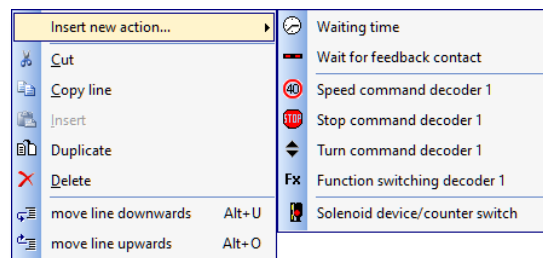 Insert new action...
Cut
Copy line
Insert
Duplicate
Delete
move line downwards Alt+U
move line upwards Alt+O
Waiting time
Wait for feedback contact
40 Speed command decoder 1
STOP Stop command decoder 1
Turn command decoder 1
Fx Function switching decoder 1
Solenoid device/counter switch